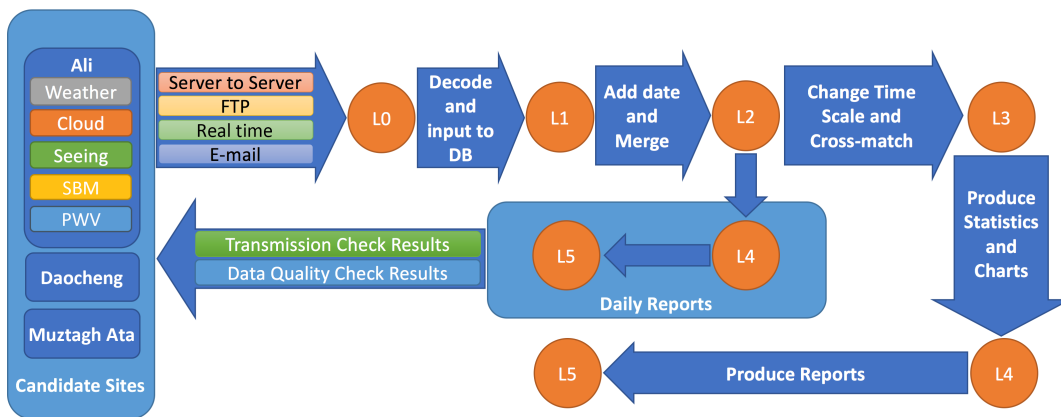 Ali
Weather
Cloud
Seeing
SBM
PWV
Daocheng
Muztagh Ata
Candidate Sites
Server to Server
FTP
Real time
E-mail
L0
Decode
and
input to
DB
L1
Add date
and
Merge
L2
Change Time
Scale and
Cross-match
L3
Produce
Statistics
and
Charts
Transmission Check Results
Data Quality Check Results
L5
L4
Daily Reports
L5
Produce Reports
L4